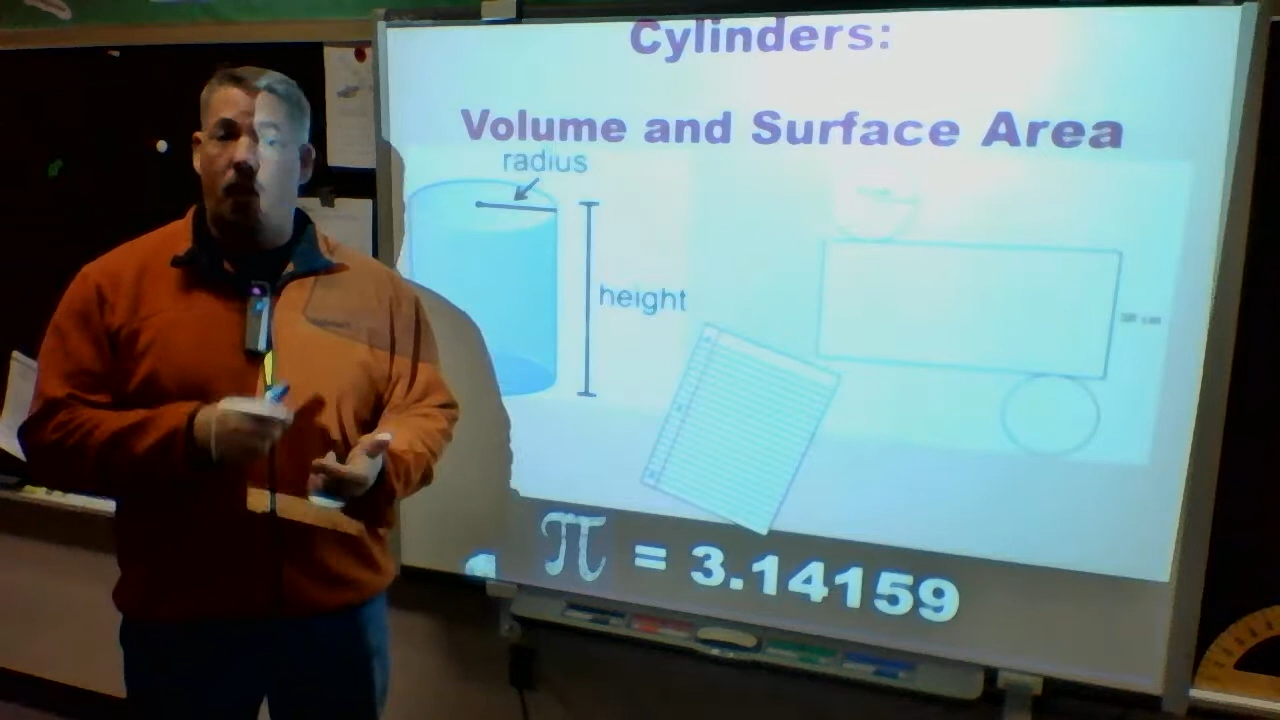 Cylinders:
Volume and Surface Area
radius
height
π = 3.14159